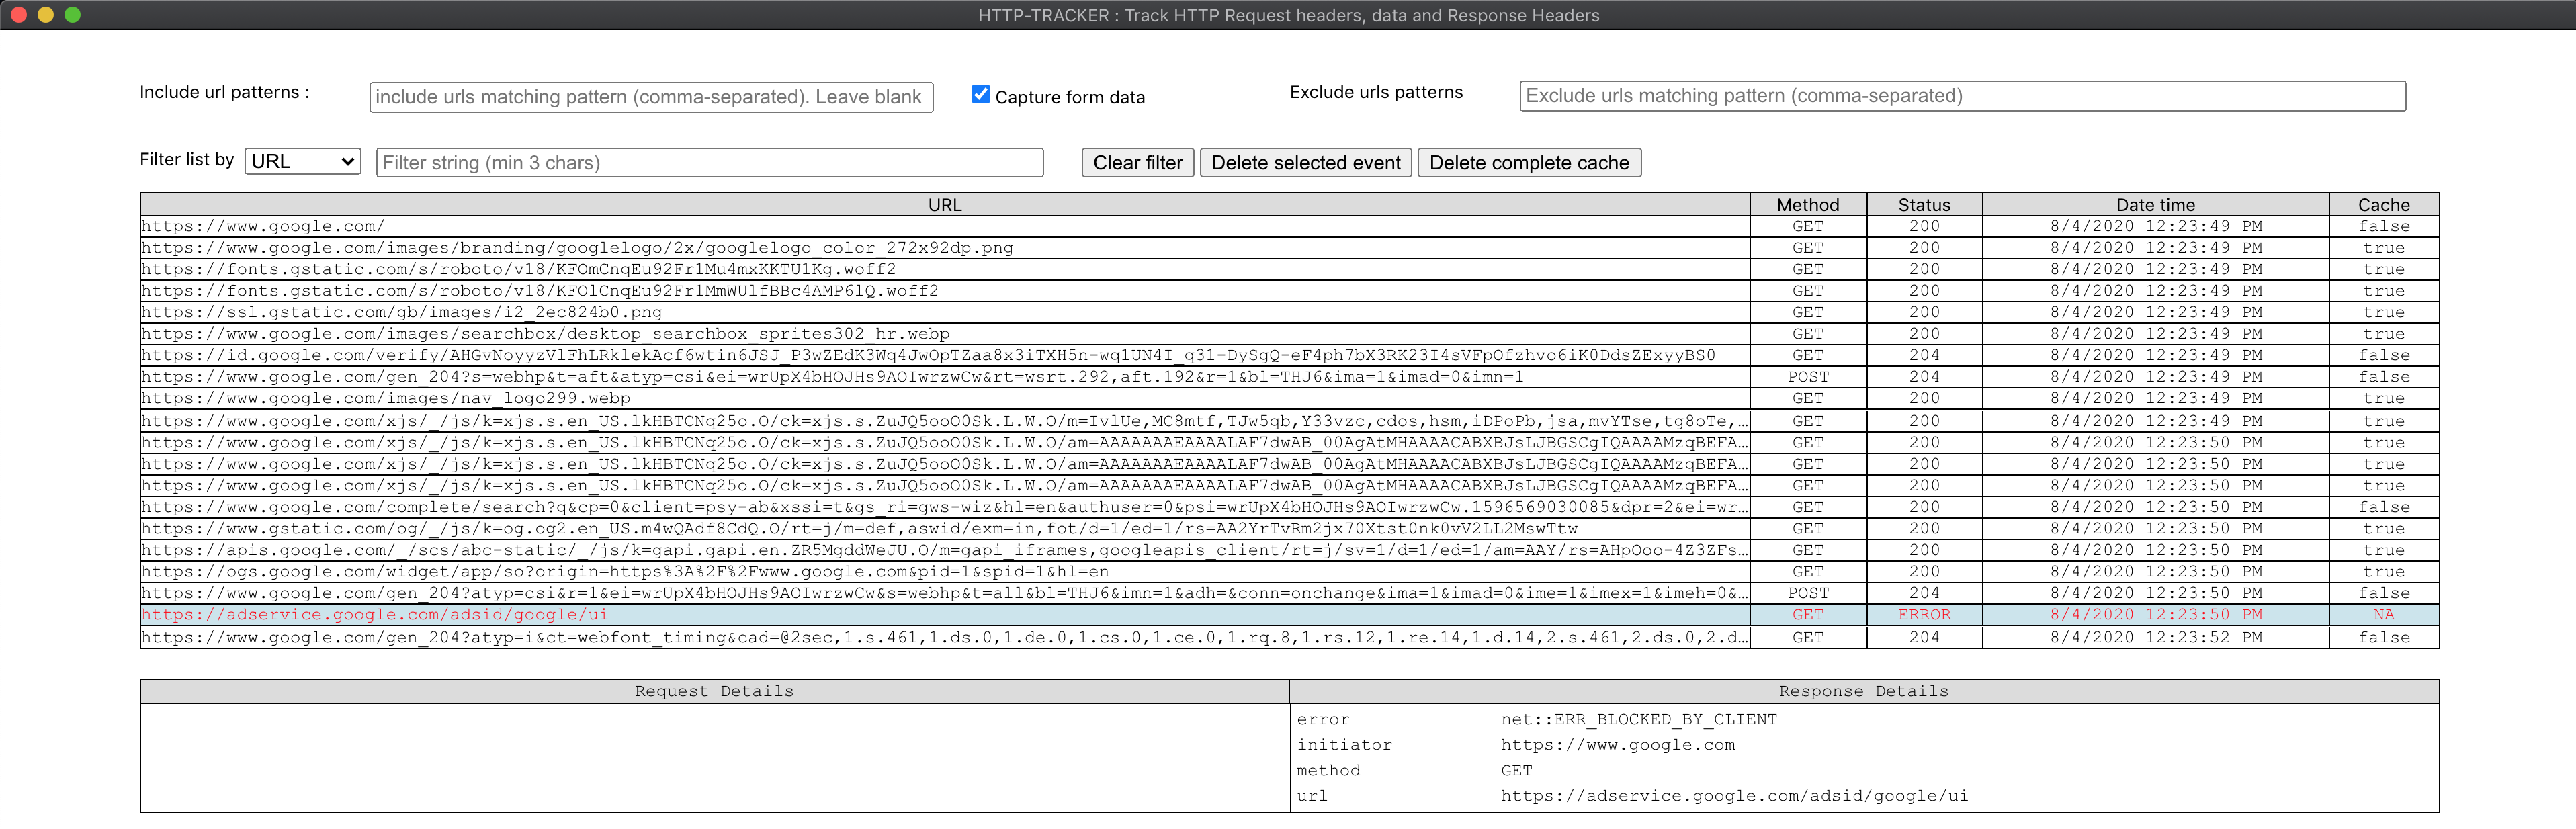 HTTP-TRACKER : Track HTTP Request headers, data and Response Headers
Include url patterns : include urls matching pattern (comma-separated). Leave blank Capture form data Exclude urls patterns Exclude urls matching pattern (comma-separated)
Filter list by URL Filter string (min 3 chars) Clear filter Delete selected event Delete complete cache
URL Method Status Date time Cache
https://www.google.com/ GET 200 8/4/2020 12:23:49 PM false
https://www.google.com/images/branding/googlelogo/2x/googlelogo_color_272x92dp.png GET 200 8/4/2020 12:23:49 PM true
https://fonts.gstatic.com/s/roboto/v18/KFOmCnqEu92Fr1Mu4mxKKTU1Kg.woff2 GET 200 8/4/2020 12:23:49 PM true
https://fonts.gstatic.com/s/roboto/v18/KFOlCnqEu92Fr1MmWUlfBBc4AMP6lQ.woff2 GET 200 8/4/2020 12:23:49 PM true
https://ssl.gstatic.com/gb/images/i2_2ec824b0.png GET 200 8/4/2020 12:23:49 PM true
https://www.google.com/images/searchbox/desktop_searchbox_sprites302_hr.webp GET 200 8/4/2020 12:23:49 PM true
https://id.google.com/verify/AHGvNoyyzVlFhLRklekAcf6wtin6JSJ_P3wZEdK3Wq4JwOpTZaa8x3iTXH5n-wq1UN4I_q31-DySgQ-eF4ph7bX3RK23I4sVFpOfzhvo6iK0DdsZExyyBS0 GET 204 8/4/2020 12:23:49 PM false
https://www.google.com/gen_204?s=webhp&t=aft&atyp=csi&ei=wrUpX4bHOJHs9AOIwrzwCw&rt=wsrt.292,aft.192&r=1&bl=THJ6&ima=1&imad=0&imn=1 POST 204 8/4/2020 12:23:49 PM false
https://www.google.com/images/nav_logo299.webp GET 200 8/4/2020 12:23:49 PM true
https://www.google.com/xjs/_/js/k=xjs.s.en_US.lkHBTCNq25o.O/ck=xjs.s.ZuJQ5ooO0Sk.L.W.O/m=IvlUe,MC8mtf,TJw5qb,Y33vzc,cdos,hsm,iDPoPb,jsa,mvYTse,tg8oTe,… GET 200 8/4/2020 12:23:49 PM true
https://www.google.com/xjs/_/js/k=xjs.s.en_US.lkHBTCNq25o.O/ck=xjs.s.ZuJQ5ooO0Sk.L.W.O/am=AAAAAAAEAAAALAF7dwAB_00AgAtMHAAAACABXBJsLJBGSCgIQAAAAMzqBEFA… GET 200 8/4/2020 12:23:50 PM true
https://www.google.com/xjs/_/js/k=xjs.s.en_US.lkHBTCNq25o.O/ck=xjs.s.ZuJQ5ooO0Sk.L.W.O/am=AAAAAAAEAAAALAF7dwAB_00AgAtMHAAAACABXBJsLJBGSCgIQAAAAMzqBEFA… GET 200 8/4/2020 12:23:50 PM true
https://www.google.com/xjs/_/js/k=xjs.s.en_US.lkHBTCNq25o.O/ck=xjs.s.ZuJQ5ooO0Sk.L.W.O/am=AAAAAAAEAAAALAF7dwAB_00AgAtMHAAAACABXBJsLJBGSCgIQAAAAMzqBEFA… GET 200 8/4/2020 12:23:50 PM true
https://www.google.com/complete/search?q&cp=0&client=psy-ab&xssi=t&gs_ri=gws-wiz&hl=en&authuser=0&psi=wrUpX4bHOJHs9AOIwrzwCw.1596569030085&dpr=2&ei=wr… GET 200 8/4/2020 12:23:50 PM false
https://www.gstatic.com/og/_/js/k=og.og2.en_US.m4wQAdf8CdQ.O/rt=j/m=def,aswid/exm=in,fot/d=1/ed=1/rs=AA2YrTvRm2jx70Xtst0nk0vV2LL2MswTtw GET 200 8/4/2020 12:23:50 PM true
https://apis.google.com/_/scs/abc-static/_/js/k=gapi.gapi.en.ZR5MgddWeJU.O/m=gapi_iframes,googleapis_client/rt=j/sv=1/d=1/ed=1/am=AAY/rs=AHpOoo-4Z3ZFs… GET 200 8/4/2020 12:23:50 PM true
https://ogs.google.com/widget/app/so?origin=https%3A%2F%2Fwww.google.com&pid=1&spid=1&hl=en GET 200 8/4/2020 12:23:50 PM true
https://www.google.com/gen_204?atyp=csi&r=1&ei=wrUpX4bHOJHs9AOIwrzwCw&s=webhp&t=all&bl=THJ6&imn=1&adh=&conn=onchange&ima=1&imad=0&ime=1&imex=1&imeh=0&… POST 204 8/4/2020 12:23:50 PM false
https://adservice.google.com/adsid/google/ui GET ERROR 8/4/2020 12:23:50 PM NA
https://www.google.com/gen_204?atyp=i&ct=webfont_timing&cad=@2sec,1.s.461,1.ds.0,1.de.0,1.cs.0,1.ce.0,1.rq.8,1.rs.12,1.re.14,1.d.14,2.s.461,2.ds.0,2.d… GET 204 8/4/2020 12:23:52 PM false
Request Details Response Details
error net::ERR_BLOCKED_BY_CLIENT
initiator https://www.google.com
method GET
url https://adservice.google.com/adsid/google/ui